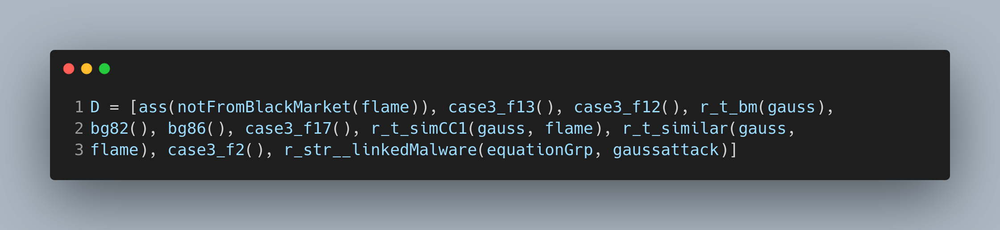 1 D = [ass(notFromBlackMarket(flame)), case3_f13(), case3_f12(), r_t_bm(gauss),
2 bg82(), bg86(), case3_f17(), r_t_simCC1(gauss, flame), r_t_similar(gauss,
3 flame), case3_f2(), r_str__linkedMalware(equationGrp, gaussattack)]